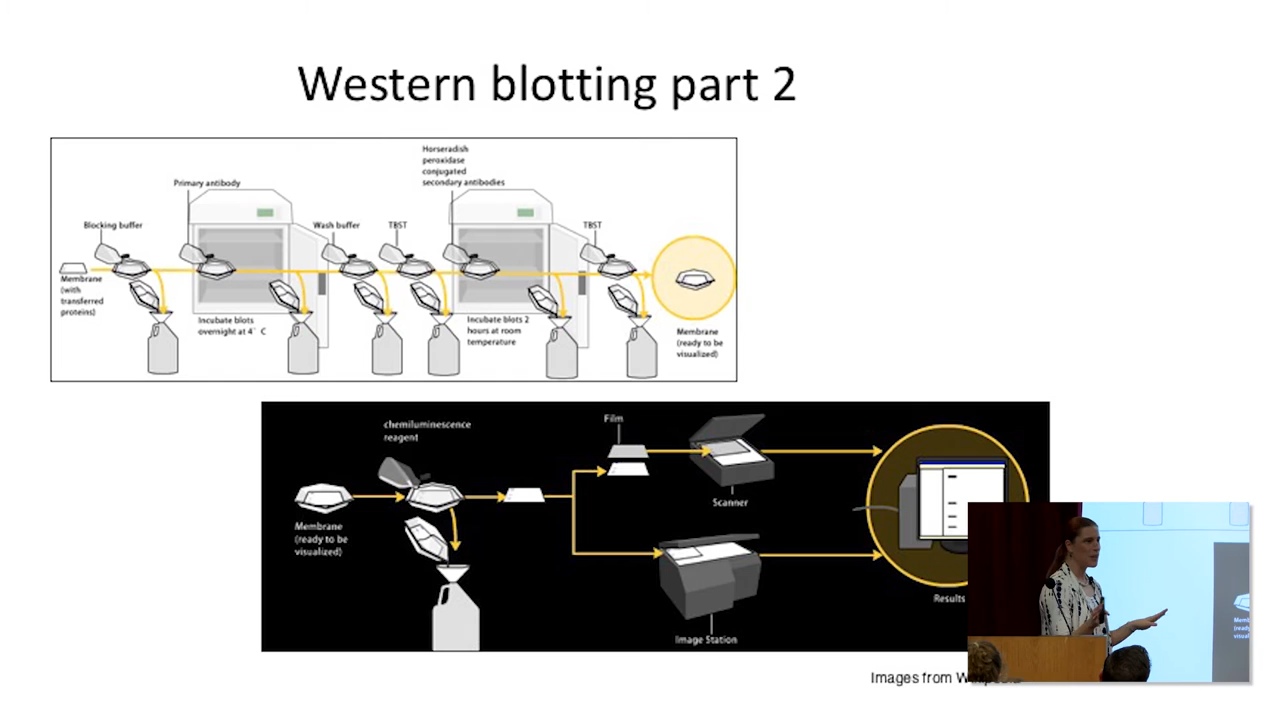 Western blotting part 2
Horseradish
peroxidase
conjugated
secondary antibodies
Primary antibody
Blocking buffer
Wash buffer
TBST
TBST
Membrane
(with
transferred
proteins)
Incubate blots
overnight at 4° C
Incubate blots 2
hours at room
temperature
Membrane
(ready to be
visualized)
chemiluminescence
reagent
Film
Scanner
Membrane
(ready to be
visualized)
Image Station
Results
Images from